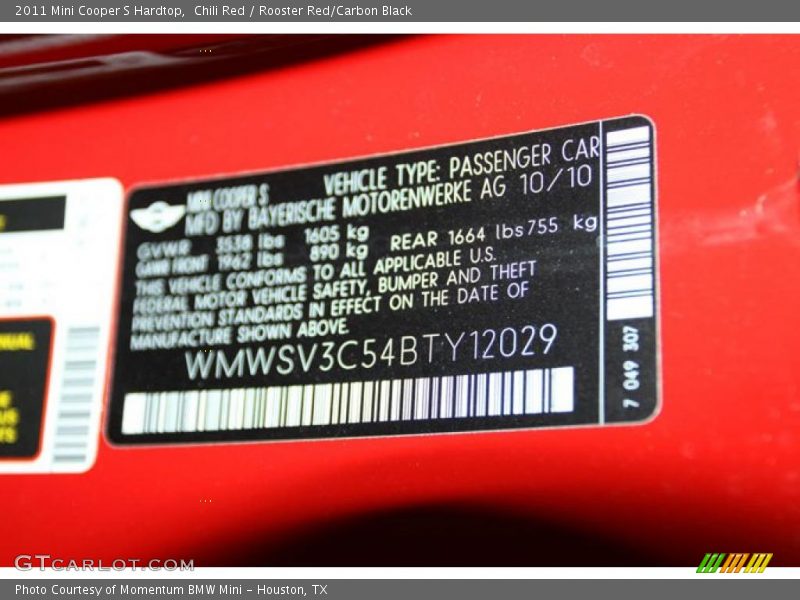 2011 Mini Cooper S Hardtop,  Chili Red / Rooster Red/Carbon Black
MINI COOPER S VEHICLE TYPE: PASSENGER CAR
MFD BY BAYERISCHE MOTORENWERKE AG 10/10
GVWR 3538 lbs 1605 kg
GAWR FRONT 1962 lbs 890 kg REAR 1664 lbs 755 kg
THIS VEHICLE CONFORMS TO ALL APPLICABLE U.S.
FEDERAL MOTOR VEHICLE SAFETY, BUMPER AND THEFT
PREVENTION STANDARDS IN EFFECT ON THE DATE OF
MANUFACTURE SHOWN ABOVE.
WMWSV3C54BTY12029
7 049 307
GTCARLOT.COM
Photo Courtesy of Momentum BMW Mini - Houston, TX